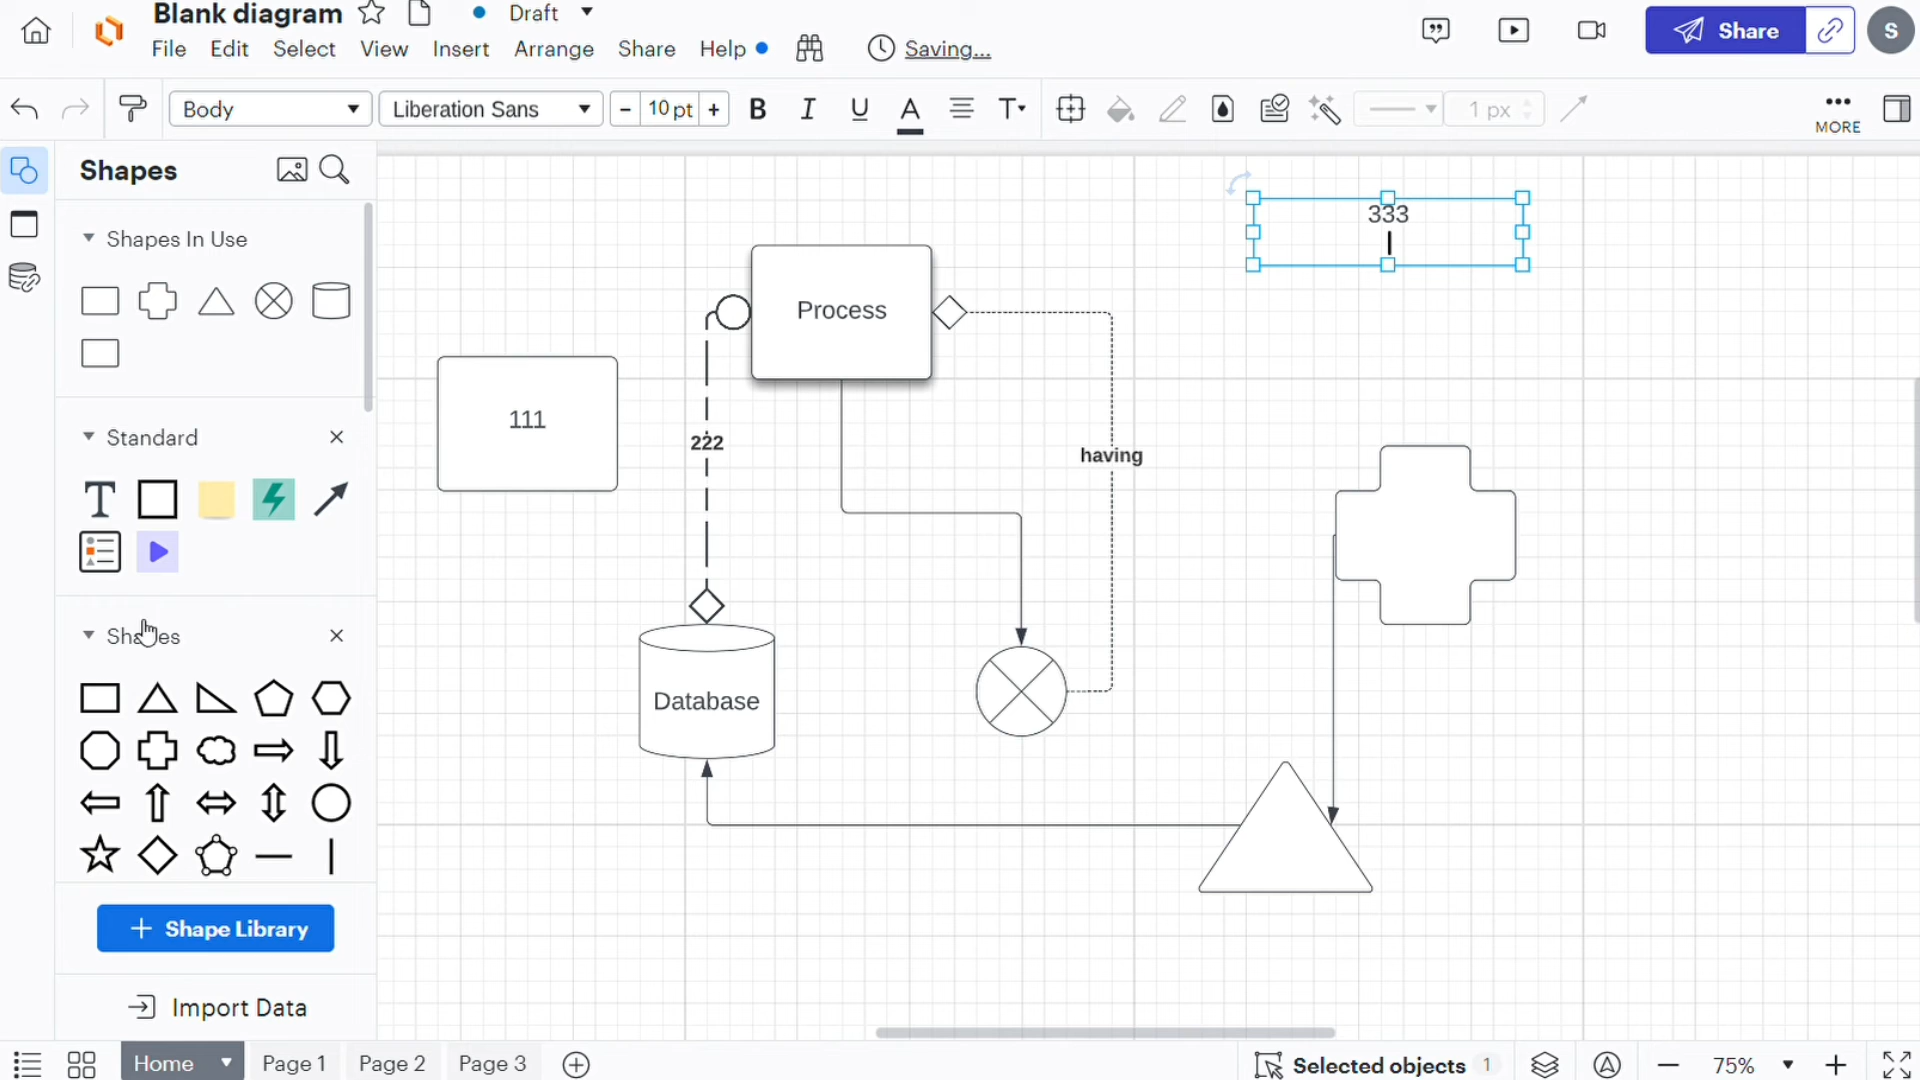 Blank diagram
Draft
File Edit Select View Insert Arrange Share Help
Saving...
Share
S
Body
Liberation Sans
- 10 pt +
B I U A T
1 px
MORE
Shapes
Shapes In Use
Standard
T
Shapes
+ Shape Library
Import Data
333
Process
111
222
having
Database
Home
Page 1
Page 2
Page 3
Selected objects 1
75%